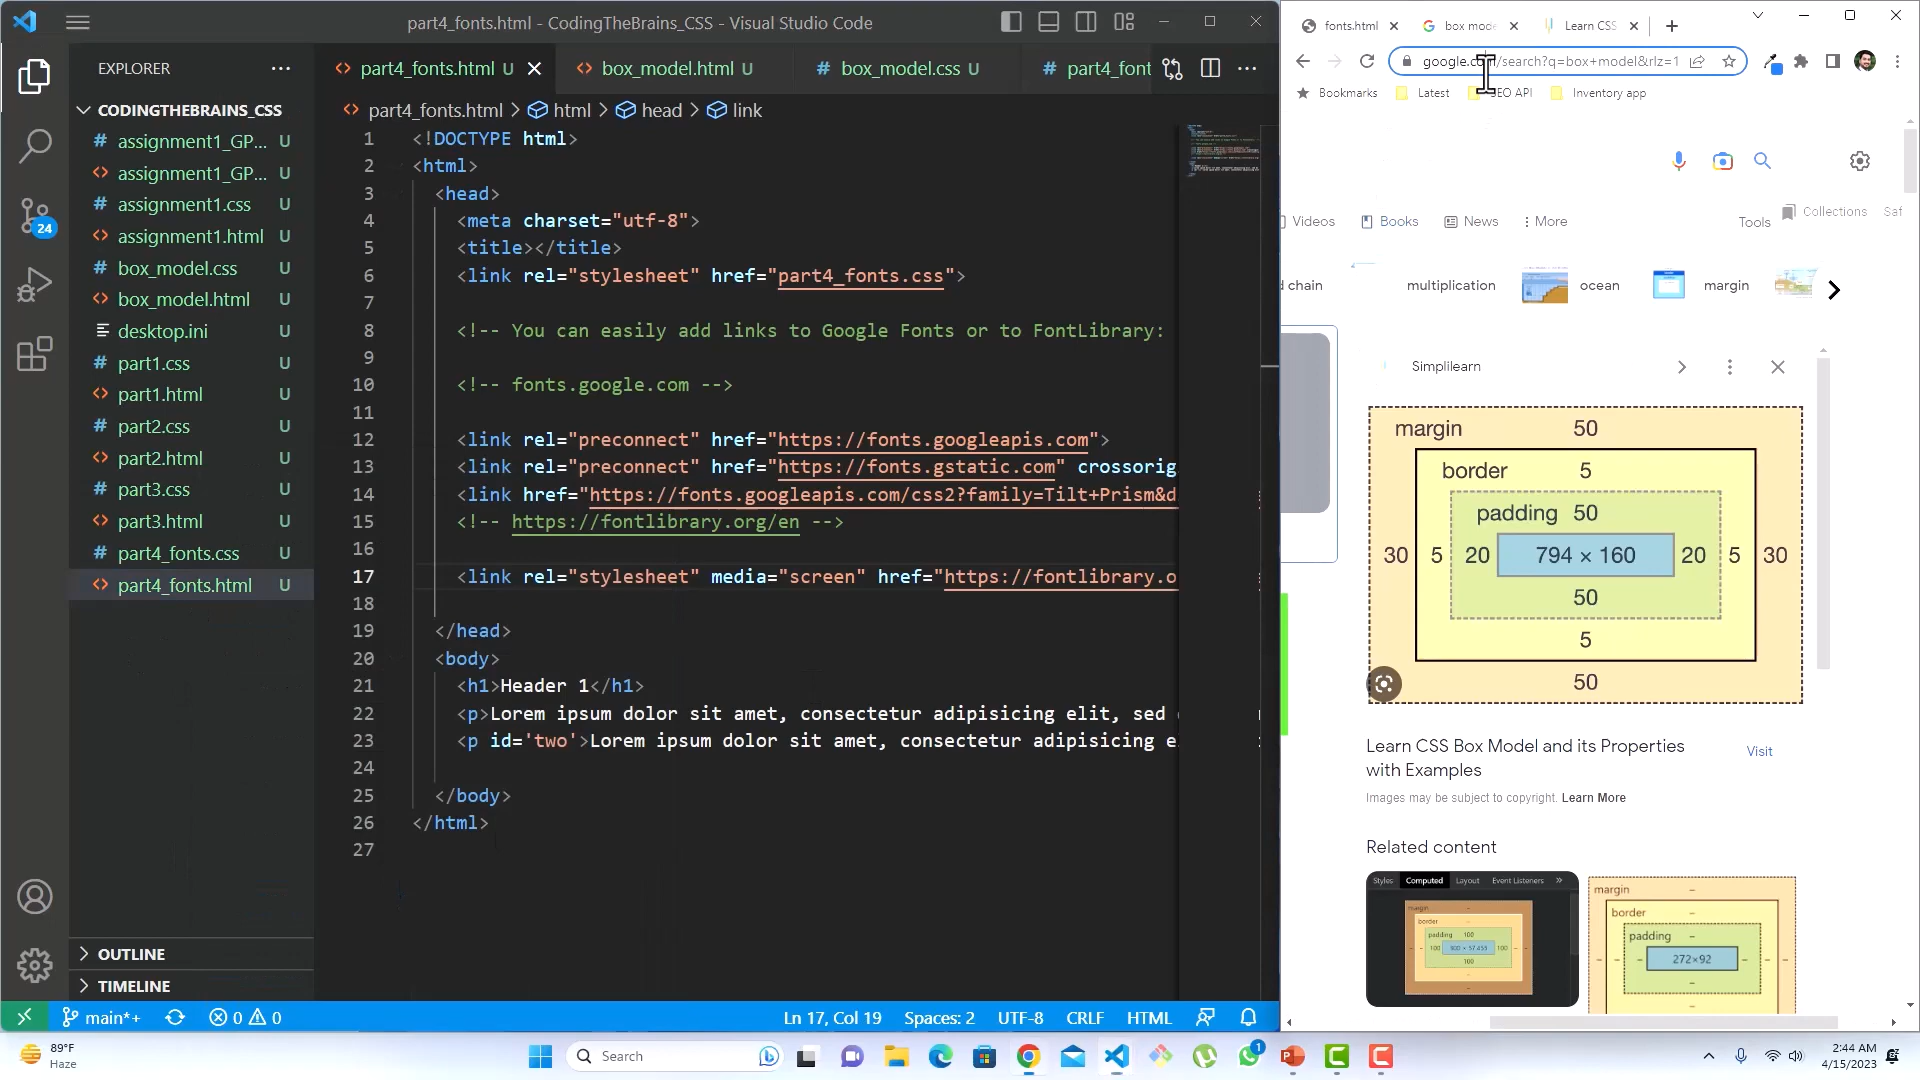 part4_fonts.html - CodingTheBrains_CSS - Visual Studio Code
EXPLORER
CODINGTHEBRAINS_CSS
assignment1_GP... U
assignment1_GP... U
assignment1.css U
assignment1.html U
box_model.css U
box_model.html U
desktop.ini U
part1.css U
part1.html U
part2.css U
part2.html U
part3.css U
part3.html U
part4_fonts.css U
part4_fonts.html U
OUTLINE
TIMELINE
24
part4_fonts.html U
box_model.html U
box_model.css U
part4_font
part4_fonts.html > html > head > link
1 <!DOCTYPE html>
2 <html>
3 <head>
4 <meta charset="utf-8">
5 <title></title>
6 <link rel="stylesheet" href="part4_fonts.css">
7
8 <!-- You can easily add links to Google Fonts or to FontLibrary:
9
10 <!-- fonts.google.com -->
11
12 <link rel="preconnect" href="https://fonts.googleapis.com">
13 <link rel="preconnect" href="https://fonts.gstatic.com" crossorig
14 <link href="https://fonts.googleapis.com/css2?family=Tilt+Prism&d
15 <!-- https://fontlibrary.org/en -->
16
17 <link rel="stylesheet" media="screen" href="https://fontlibrary.o
18
19 </head>
20 <body>
21 <h1>Header 1</h1>
22 <p>Lorem ipsum dolor sit amet, consectetur adipisicing elit, sed
23 <p id='two'>Lorem ipsum dolor sit amet, consectetur adipisicing e
24
25 </body>
26 </html>
27
main*+ 0 0
Ln 17, Col 19 Spaces: 2 UTF-8 CRLF HTML
fonts.html
box mode
Learn CSS
/search?q=box+model&rlz=1
Bookmarks Latest SEO API Inventory app
Videos Books News More Tools Collections Saf
d chain multiplication ocean margin
Simplilearn
margin 50
border 5
padding 50
30 5 20 794 × 160 20 5 30
50
5
50
Learn CSS Box Model and its Properties
with Examples
Visit
Images may be subject to copyright. Learn More
Related content
Styles Computed Layout Event Listeners »
margin
border
padding 100
100 100
100
margin
border
padding
272×92
89°F
Haze
Search
1
2:44 AM
4/15/2023